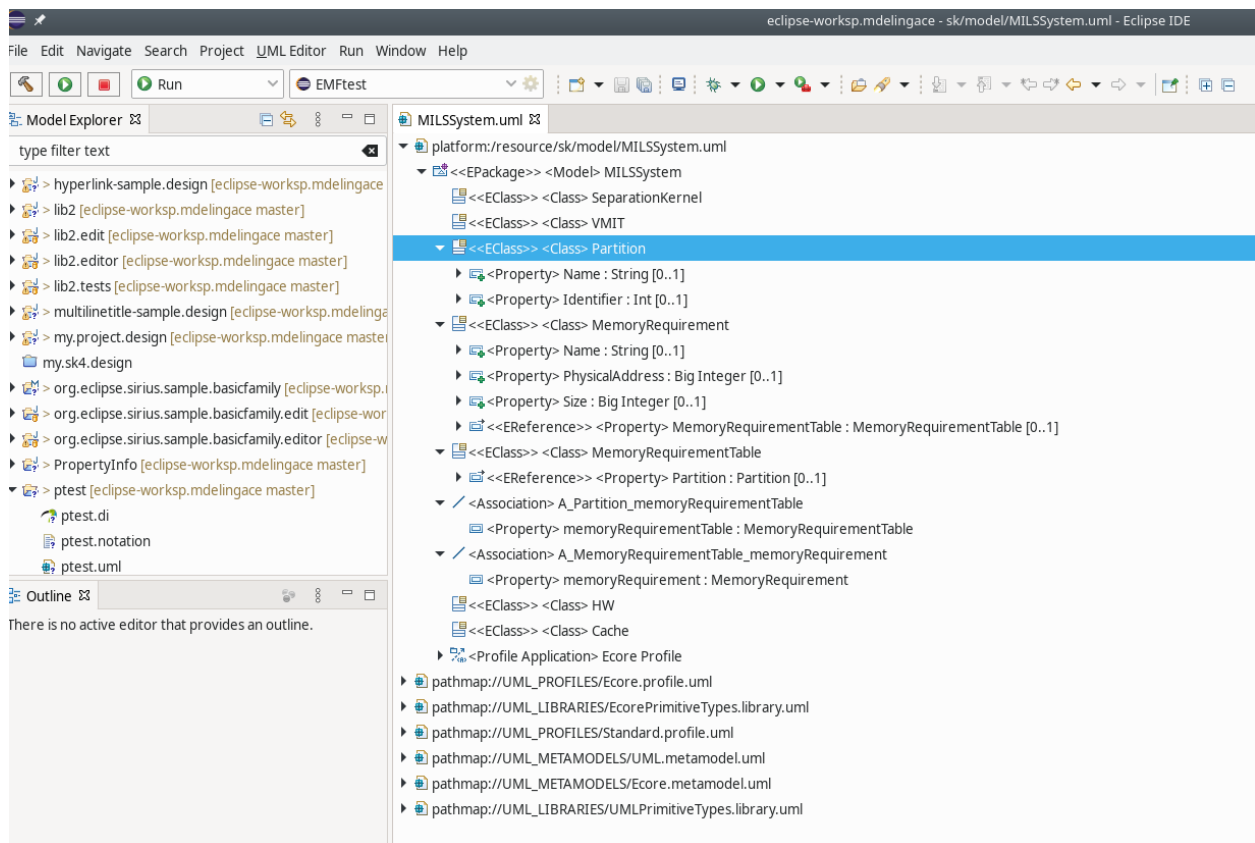 eclipse-worksp.mdelingace - sk/model/MILSSystem.uml - Eclipse IDE
File Edit Navigate Search Project UML Editor Run Window Help
Run EMFtest
Model Explorer
type filter text
> hyperlink-sample.design [eclipse-worksp.mdelingace
> lib2 [eclipse-worksp.mdelingace master]
> lib2.edit [eclipse-worksp.mdelingace master]
> lib2.editor [eclipse-worksp.mdelingace master]
> lib2.tests [eclipse-worksp.mdelingace master]
> multilinetitle-sample.design [eclipse-worksp.mdelinga
> my.project.design [eclipse-worksp.mdelingace maste
my.sk4.design
> org.eclipse.sirius.sample.basicfamily [eclipse-worksp.
> org.eclipse.sirius.sample.basicfamily.edit [eclipse-wor
> org.eclipse.sirius.sample.basicfamily.editor [eclipse-w
> PropertyInfo [eclipse-worksp.mdelingace master]
> ptest [eclipse-worksp.mdelingace master]
ptest.di
ptest.notation
ptest.uml
Outline
There is no active editor that provides an outline.
MILSSystem.uml
platform:/resource/sk/model/MILSSystem.uml
<<EPackage>> <Model> MILSSystem
<<EClass>> <Class> SeparationKernel
<<EClass>> <Class> VMIT
<<EClass>> <Class> Partition
<Property> Name : String [0..1]
<Property> Identifier : Int [0..1]
<<EClass>> <Class> MemoryRequirement
<Property> Name : String [0..1]
<Property> PhysicalAddress : Big Integer [0..1]
<Property> Size : Big Integer [0..1]
<<EReference>> <Property> MemoryRequirementTable : MemoryRequirementTable [0..1]
<<EClass>> <Class> MemoryRequirementTable
<<EReference>> <Property> Partition : Partition [0..1]
<Association> A_Partition_memoryRequirementTable
<Property> memoryRequirementTable : MemoryRequirementTable
<Association> A_MemoryRequirementTable_memoryRequirement
<Property> memoryRequirement : MemoryRequirement
<<EClass>> <Class> HW
<<EClass>> <Class> Cache
<Profile Application> Ecore Profile
pathmap://UML_PROFILES/Ecore.profile.uml
pathmap://UML_LIBRARIES/EcorePrimitiveTypes.library.uml
pathmap://UML_PROFILES/Standard.profile.uml
pathmap://UML_METAMODELS/UML.metamodel.uml
pathmap://UML_METAMODELS/Ecore.metamodel.uml
pathmap://UML_LIBRARIES/UMLPrimitiveTypes.library.uml